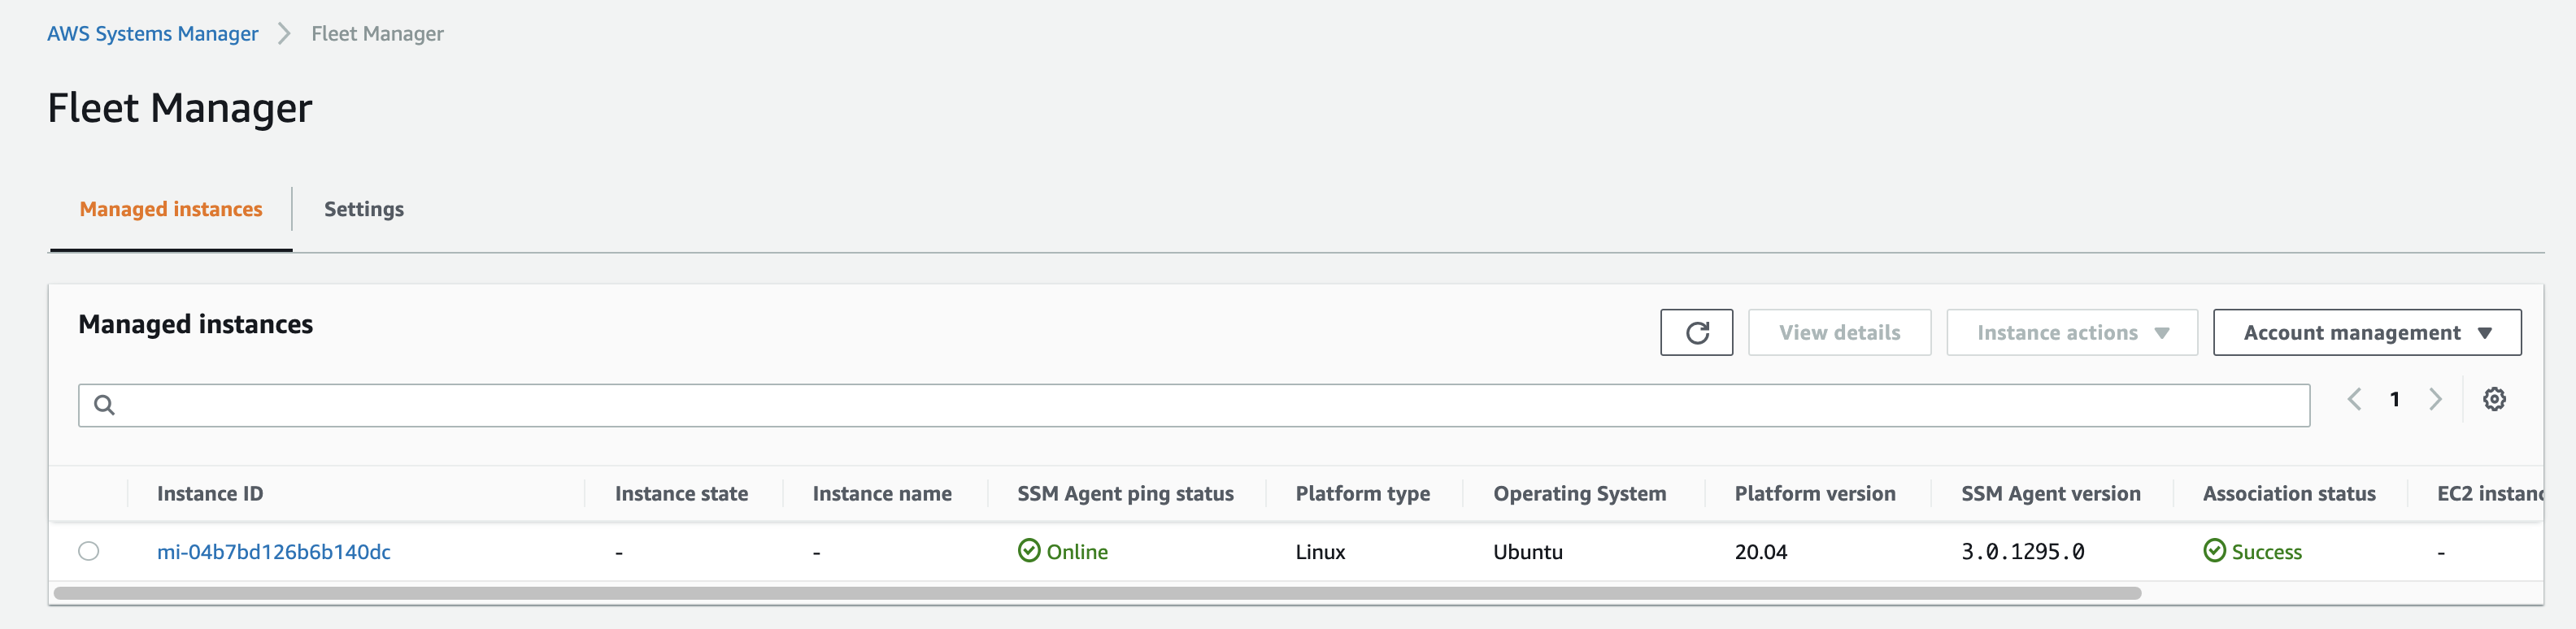 AWS Systems Manager Fleet Manager
Fleet Manager
Managed instances Settings
Managed instances View details Instance actions Account management
1
Instance ID Instance state Instance name SSM Agent ping status Platform type Operating System Platform version SSM Agent version Association status EC2 instanc
mi-04b7bd126b6b140dc - - Online Linux Ubuntu 20.04 3.0.1295.0 Success -